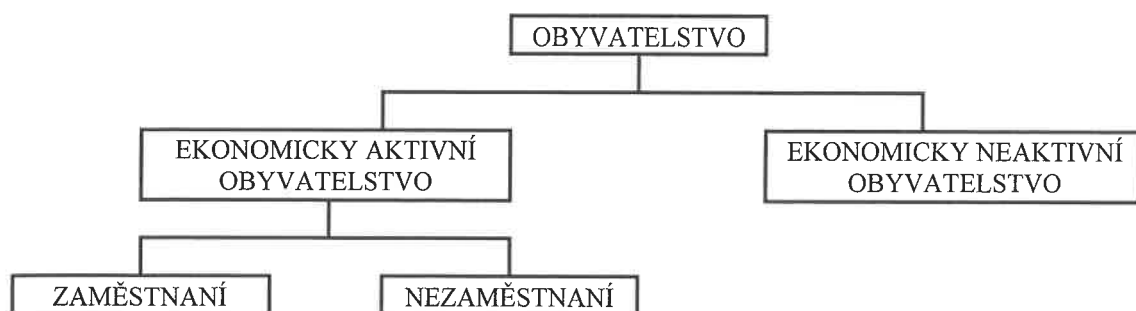 OBYVATELSTVO
EKONOMICKY AKTIVNÍ
OBYVATELSTVO
EKONOMICKY NEAKTIVNÍ
OBYVATELSTVO
ZAMĚSTNANÍ
NEZAMĚSTNANÍ